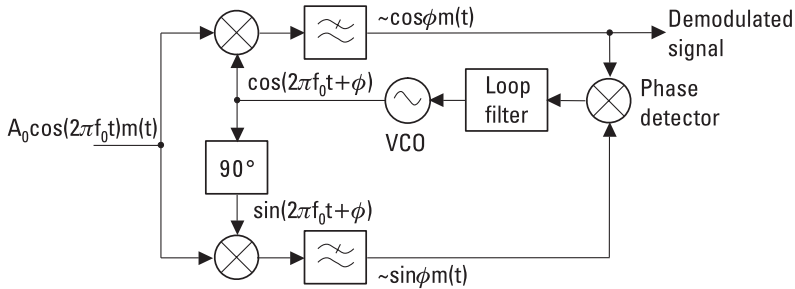 ~cosϕm(t)
Demodulated
signal
cos(2πf₀t+ϕ)
Loop
filter
Phase
detector
VCO
A₀cos(2πf₀t)m(t)
90°
sin(2πf₀t+ϕ)
~sinϕm(t)